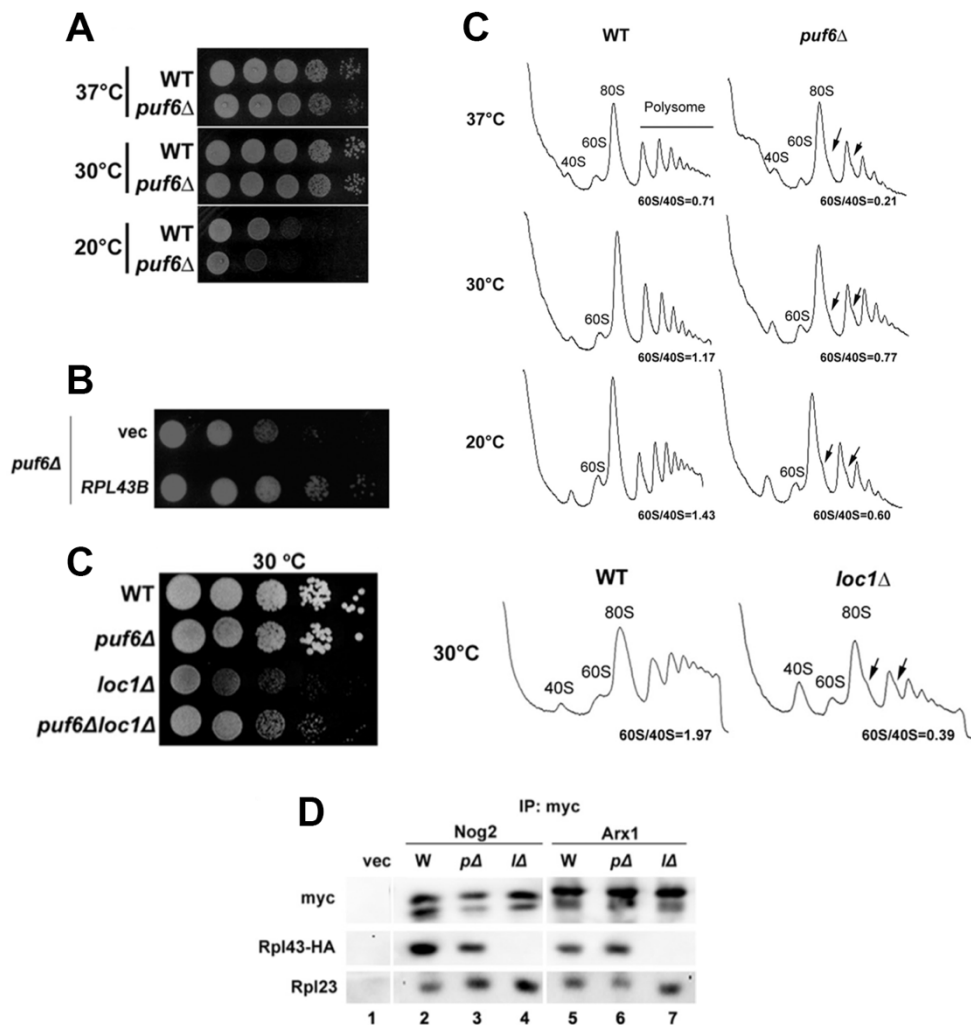 A
37°C
WT
puf6Δ
30°C
WT
puf6Δ
20°C
WT
puf6Δ
B
puf6Δ
vec
RPL43B
C
30 °C
WT
puf6Δ
loc1Δ
puf6Δloc1Δ
C
WT puf6Δ
37°C
40S 60S 80S Polysome
60S/40S=0.71
40S 60S 80S
60S/40S=0.21
30°C
60S
60S/40S=1.17
60S
60S/40S=0.77
20°C
60S
60S/40S=1.43
60S
60S/40S=0.60
WT loc1Δ
30°C
40S 60S 80S
60S/40S=1.97
40S 60S 80S
60S/40S=0.39
D
IP: myc
Nog2 Arx1
vec W pΔ lΔ W pΔ lΔ
myc
Rpl43-HA
Rpl23
1 2 3 4 5 6 7